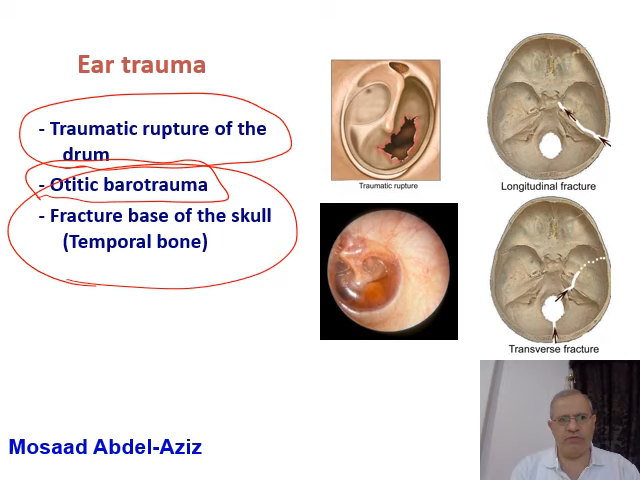 Ear trauma
- Traumatic rupture of the
drum
- Otitic barotrauma
- Fracture base of the skull
(Temporal bone)
Traumatic rupture
Longitudinal fracture
Transverse fracture
Mosaad Abdel-Aziz